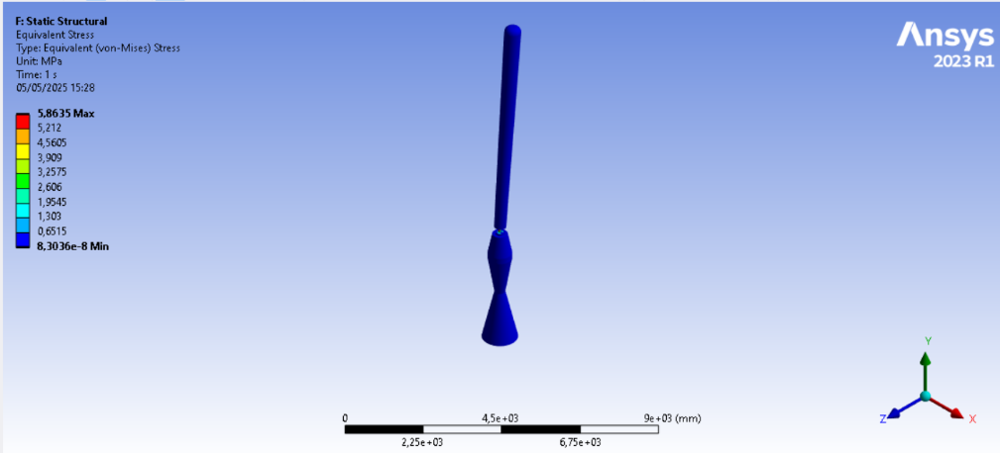 F: Static Structural
Equivalent Stress
Type: Equivalent (von-Mises) Stress
Unit: MPa
Time: 1 s
05/05/2025 15:28
5,8635 Max
5,212
4,5605
3,909
3,2575
2,606
1,9545
1,303
0,6515
8,3036e-8 Min
Ansys
2023 R1
0 4,5e+03 9e+03 (mm)
2,25e+03 6,75e+03
Y
Z X